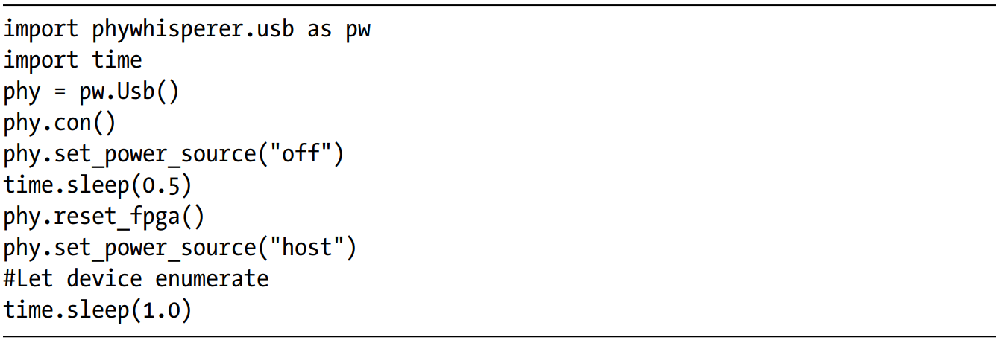 import phywhisperer.usb as pw
import time
phy = pw.Usb()
phy.con()
phy.set_power_source("off")
time.sleep(0.5)
phy.reset_fpga()
phy.set_power_source("host")
#Let device enumerate
time.sleep(1.0)